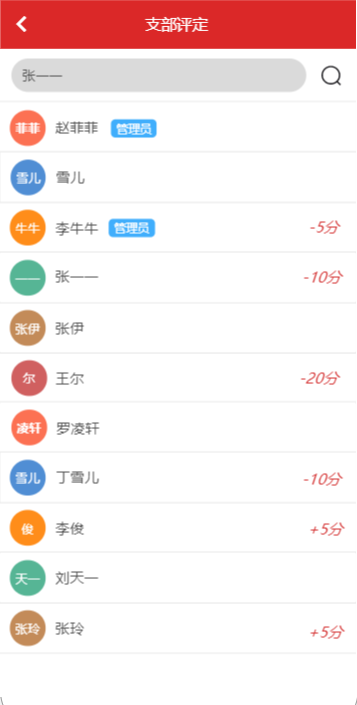 支部评定
张一一
菲菲 赵菲菲 管理员
雪儿 雪儿
牛牛 李牛牛 管理员 -5分
一一 张一一 -10分
张伊 张伊
尔 王尔 -20分
凌轩 罗凌轩
雪儿 丁雪儿 -10分
俊 李俊 +5分
天一 刘天一
张玲 张玲 +5分